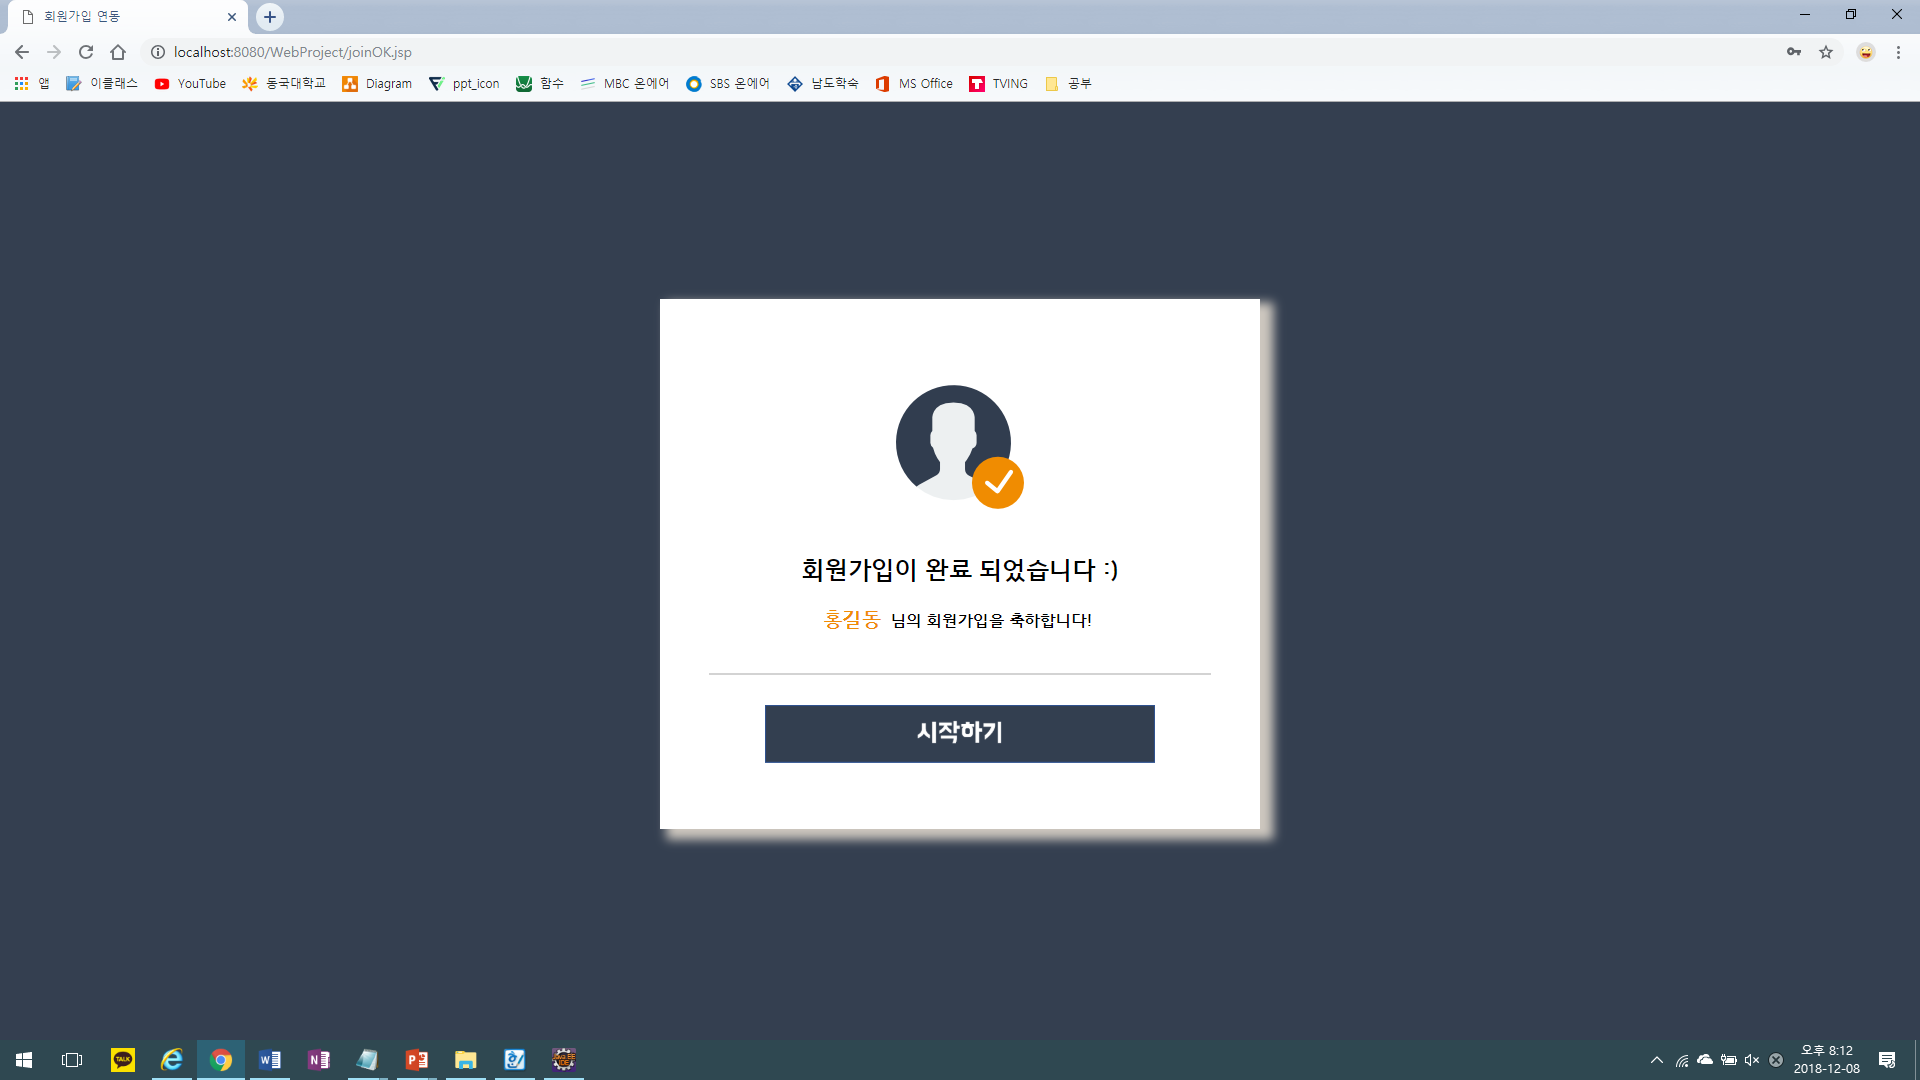 회원가입 연동
localhost:8080/WebProject/joinOK.jsp
앱 이클래스 YouTube 동국대학교 Diagram ppt_icon 함수 MBC 온에어 SBS 온에어 남도학숙 MS Office TVING 공부
회원가입이 완료 되었습니다 :)
홍길동 님의 회원가입을 축하합니다!
시작하기
TALK
오후 8:12
2018-12-08